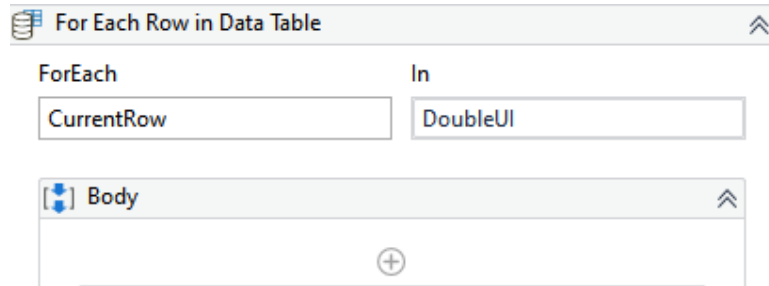 For Each Row in Data Table
ForEach
In
CurrentRow
DoubleUI
Body